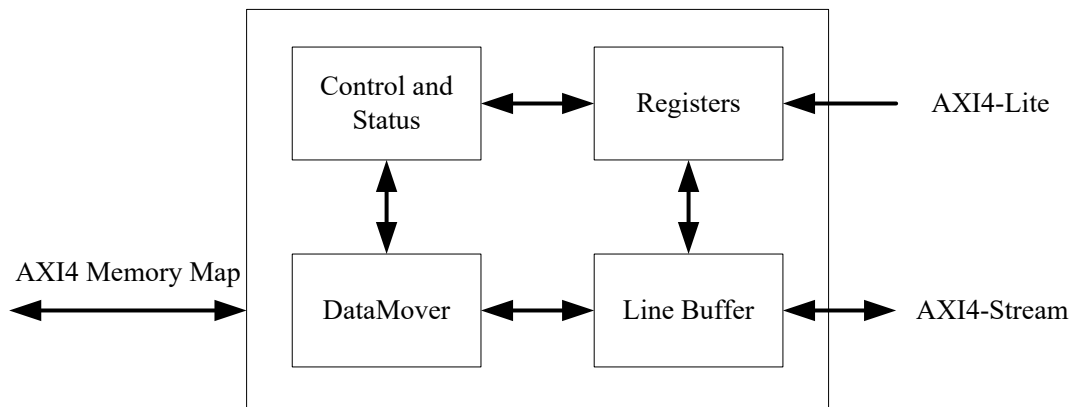 Control and
Status
Registers
AXI4-Lite
AXI4 Memory Map
DataMover
Line Buffer
AXI4-Stream